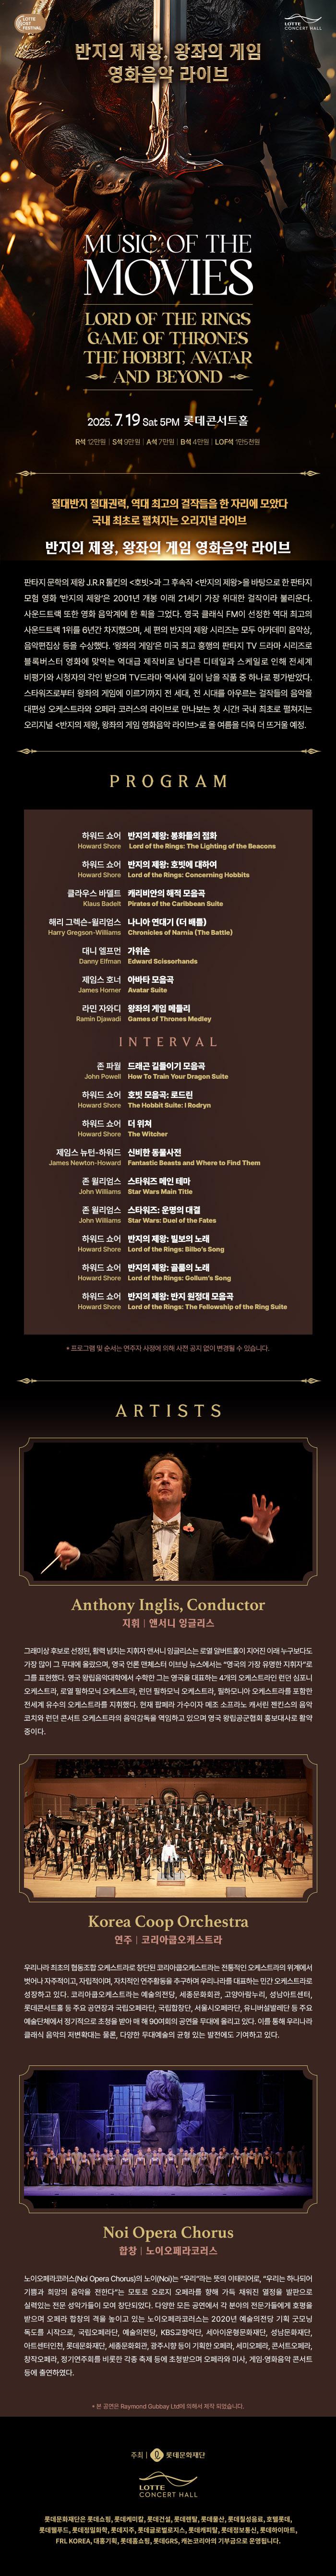 LOTTE
OST
FESTIVAL
LOTTE
CONCERT HALL
반지의 제왕, 왕좌의 게임
영화음악 라이브
MUSIC OF THE
MOVIES
LORD OF THE RINGS
GAME OF THRONES
THE HOBBIT, AVATAR
AND BEYOND
2025. 7.19 Sat 5PM 롯데콘서트홀
R석 12만원 | S석 9만원 | A석 7만원 | B석 4만원 | LOF석 1만5천원
절대반지 절대권력, 역대 최고의 걸작들을 한 자리에 모았다
국내 최초로 펼쳐지는 오리지널 라이브
반지의 제왕, 왕좌의 게임 영화음악 라이브
판타지 문학의 제왕 J.R.R 톨킨의 <호빗>과 그 후속작 <반지의 제왕>을 바탕으로 한 판타지
모험 영화 '반지의 제왕'은 2001년 개봉 이래 21세기 가장 위대한 걸작이라 불리운다.
사운드트랙 또한 영화 음악계에 한 획을 그었다. 영국 클래식 FM이 선정한 역대 최고의
사운드트랙 1위를 6년간 차지했으며, 세 편의 반지의 제왕 시리즈는 모두 아카데미 음악상,
음악편집상 등을 수상했다. '왕좌의 게임'은 미국 최고 흥행의 판타지 TV 드라마 시리즈로
블록버스터 영화에 맞먹는 역대급 제작비로 남다른 디테일과 스케일로 인해 전세계
비평가와 시청자의 각인 받으며 TV드라마 역사에 길이 남을 작품 중 하나로 평가받았다.
스타워즈로부터 왕좌의 게임에 이르기까지 전 세대, 전 시대를 아우르는 걸작들의 음악을
대편성 오케스트라와 오페라 코러스의 라이브로 만나보는 첫 시간! 국내 최초로 펼쳐지는
오리지널 <반지의 제왕, 왕좌의 게임 영화음악 라이브>로 올 여름을 더욱 더 뜨거울 예정.
PROGRAM
하워드 쇼어 반지의 제왕: 봉화들의 점화
Howard Shore Lord of the Rings: The Lighting of the Beacons
하워드 쇼어 반지의 제왕: 호빗에 대하여
Howard Shore Lord of the Rings: Concerning Hobbits
클라우스 바델트 캐리비안의 해적 모음곡
Klaus Badelt Pirates of the Caribbean Suite
해리 그렉슨-윌리엄스 나니아 연대기 (더 배틀)
Harry Gregson-Williams Chronicles of Narnia (The Battle)
대니 엘프먼 가위손
Danny Elfman Edward Scissorhands
제임스 호너 아바타 모음곡
James Horner Avatar Suite
라민 자와디 왕좌의 게임 메들리
Ramin Djawadi Games of Thrones Medley
INTERVAL
존 파월 드래곤 길들이기 모음곡
John Powell How To Train Your Dragon Suite
하워드 쇼어 호빗 모음곡: 로드린
Howard Shore The Hobbit Suite: I Rodryn
하워드 쇼어 더 위쳐
Howard Shore The Witcher
제임스 뉴턴-하워드 신비한 동물사전
James Newton-Howard Fantastic Beasts and Where to Find Them
존 윌리엄스 스타워즈 메인 테마
John Williams Star Wars Main Title
존 윌리엄스 스타워즈: 운명의 대결
John Williams Star Wars: Duel of the Fates
하워드 쇼어 반지의 제왕: 빌보의 노래
Howard Shore Lord of the Rings: Bilbo's Song
하워드 쇼어 반지의 제왕: 골룸의 노래
Howard Shore Lord of the Rings: Gollum's Song
하워드 쇼어 반지의 제왕: 반지 원정대 모음곡
Howard Shore Lord of the Rings: The Fellowship of the Ring Suite
* 프로그램 및 순서는 연주자 사정에 의해 사전 공지 없이 변경될 수 있습니다.
ARTISTS
Anthony Inglis, Conductor
지휘 | 앤서니 잉글리스
그래미상 후보로 선정된, 활력 넘치는 지휘자 앤서니 잉글리스는 로열 알버트홀이 지어진 이래 누구보다도
가장 많이 그 무대에 올랐으며, 영국 언론 맨체스터 이브닝 뉴스에서는 "영국의 가장 유명한 지휘자"로
그를 표현했다. 영국 왕립음악대학에서 수학한 그는 영국을 대표하는 4개의 오케스트라인 런던 심포니
오케스트라, 로열 필하모닉 오케스트라, 런던 필하모닉 오케스트라, 필하모니아 오케스트라를 포함한
전세계 유수의 오케스트라를 지휘했다. 현재 팝페라 가수이자 메조 소프라노 캐서린 젠킨스의 음악
코치와 런던 콘서트 오케스트라의 음악감독을 역임하고 있으며 영국 왕립공군협회 홍보대사로 활약
중이다.
Korea Coop Orchestra
연주 | 코리아쿱오케스트라
우리나라 최초의 협동조합 오케스트라로 창단된 코리아쿱오케스트라는 전통적인 오케스트라의 위계에서
벗어나 자주적이고, 자립적이며, 자치적인 연주활동을 추구하며 우리나라를 대표하는 민간 오케스트라로
성장하고 있다. 코리아쿱오케스트라는 예술의전당, 세종문화회관, 고양아람누리, 성남아트센터,
롯데콘서트홀 등 주요 공연장과 국립오페라단, 국립합창단, 서울시오페라단, 유니버설발레단 등 주요
예술단체에서 정기적으로 초청을 받아 매 해 90여회의 공연을 무대에 올리고 있다. 이를 통해 우리나라
클래식 음악의 저변확대는 물론, 다양한 무대예술의 균형 있는 발전에도 기여하고 있다.
Noi Opera Chorus
합창 | 노이오페라코러스
노이오페라코러스(Noi Opera Chorus)의 노이(Noi)는 "우리"라는 뜻의 이태리어로, "우리는 하나되어
기쁨과 희망의 음악을 전한다"는 모토로 오로지 오페라를 향해 가득 채워진 열정을 발판으로
실력있는 전문 성악가들이 모여 창단되었다. 다양한 모든 공연에서 각 분야의 전문가들에게 호평을
받으며 오페라 합창의 격을 높이고 있는 노이오페라코러스는 2020년 예술의전당 기획 굿모닝
독도를 시작으로, 국립오페라단, 예술의전당, KBS교향악단, 세아이운형문화재단, 성남문화재단,
아트센터인천, 롯데문화재단, 세종문화회관, 광주시향 등이 기획한 오페라, 세미오페라, 콘서트오페라,
창작오페라, 정기연주회를 비롯한 각종 축제 등에 초청받으며 오페라와 미사, 게임·영화음악 콘서트
등에 출연하였다.
* 본 공연은 Raymond Gubbay Ltd에 의해서 제작 되었습니다.
주최 | 롯데문화재단
LOTTE
CONCERT HALL
롯데문화재단은 롯데쇼핑, 롯데케미칼, 롯데건설, 롯데렌탈, 롯데물산, 롯데칠성음료, 호텔롯데,
롯데웰푸드, 롯데정밀화학, 롯데지주, 롯데글로벌로지스, 롯데캐피탈, 롯데정보통신, 롯데하이마트,
FRL KOREA, 대홍기획, 롯데홈쇼핑, 롯데GRS, 캐논코리아의 기부금으로 운영됩니다.